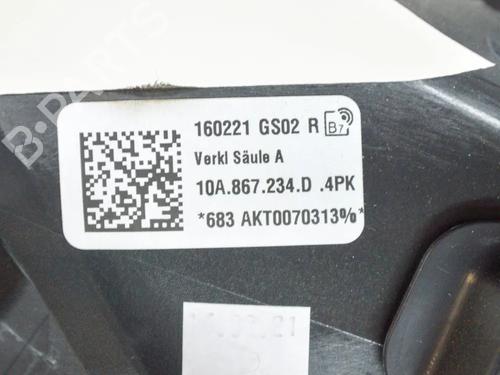 B-PARTS
160221 GS02 R B7
Verkl Säule A
10A.867.234.D .4PK
*683 AKT0070313%*